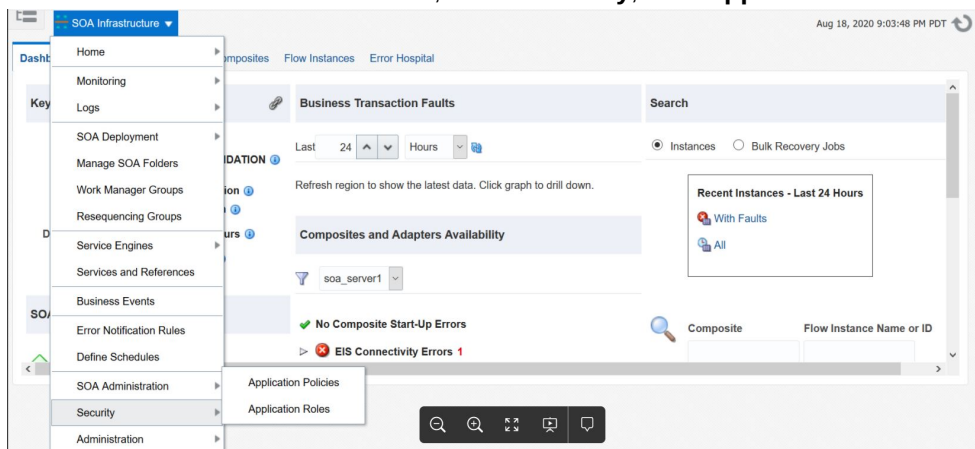 SOA Infrastructure
Aug 18, 2020 9:03:48 PM PDT
Flow Instances Error Hospital
Home
Monitoring
Logs
SOA Deployment
Manage SOA Folders
Work Manager Groups
Resequencing Groups
Service Engines
Services and References
Business Events
Error Notification Rules
Define Schedules
SOA Administration
Security
Administration
Application Policies
Application Roles
Key
Business Transaction Faults
Last 24 Hours
Refresh region to show the latest data. Click graph to drill down.
Composites and Adapters Availability
soa_server1
No Composite Start-Up Errors
EIS Connectivity Errors 1
Search
Instances Bulk Recovery Jobs
Recent Instances - Last 24 Hours
With Faults
All
Composite Flow Instance Name or ID